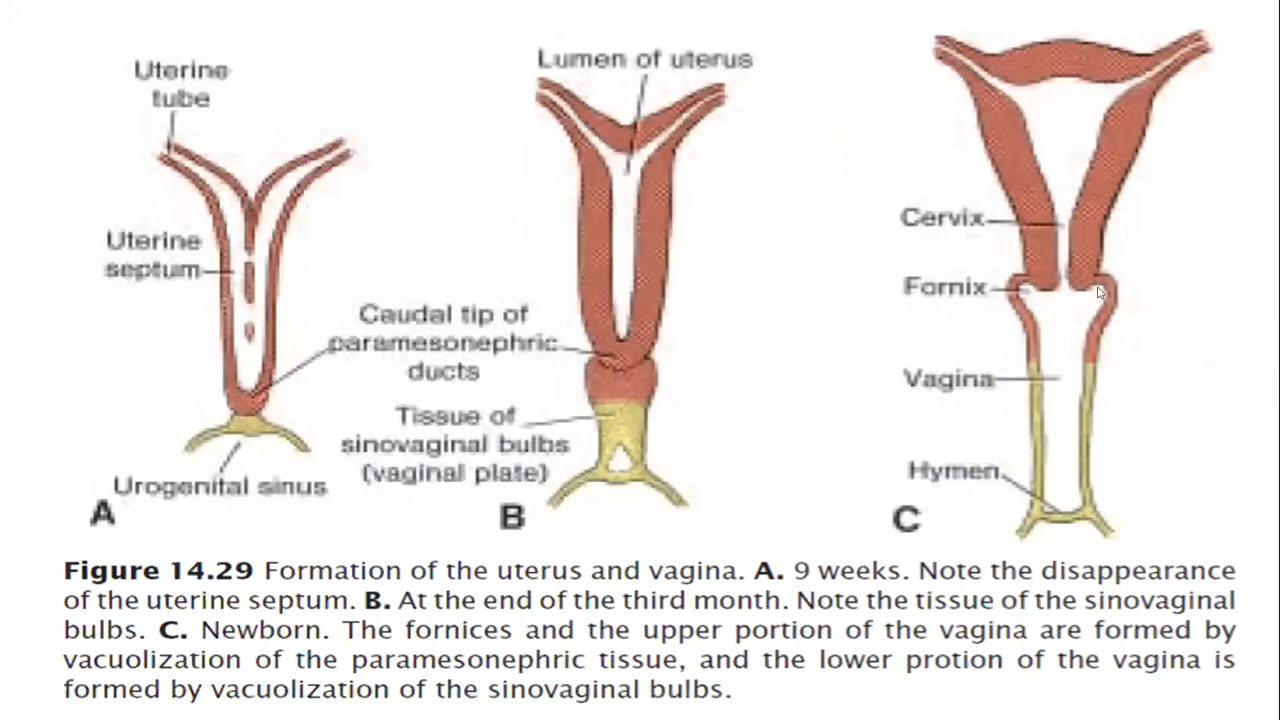 Uterine
tube
Uterine
septum
Urogenital sinus
A
Lumen of uterus
Caudal tip of
paramesonephric
ducts
Tissue of
sinovaginal bulbs
(vaginal plate)
B
Cervix
Fornix
Vagina
Hymen
C
Figure 14.29 Formation of the uterus and vagina. A. 9 weeks. Note the disappearance
of the uterine septum. B. At the end of the third month. Note the tissue of the sinovaginal
bulbs. C. Newborn. The fornices and the upper portion of the vagina are formed by
vacuolization of the paramesonephric tissue, and the lower protion of the vagina is
formed by vacuolization of the sinovaginal bulbs.